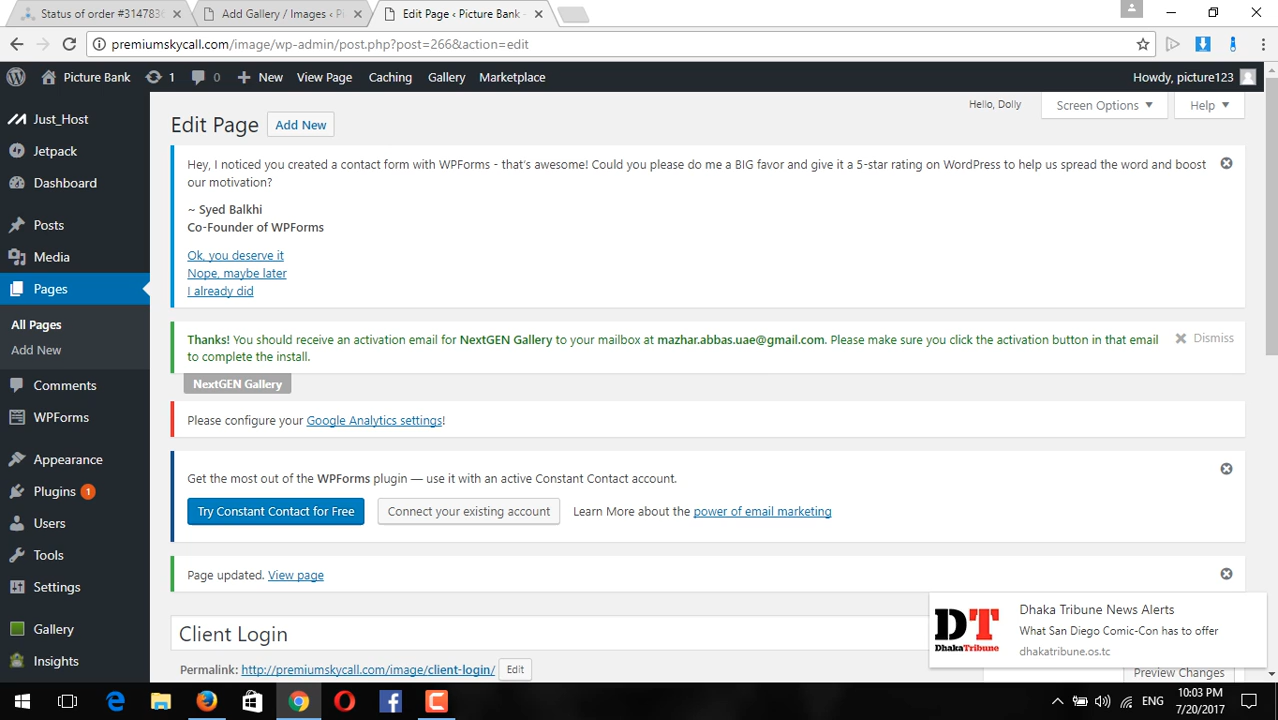 Status of order #314783
Add Gallery / Images ‹ Pi
Edit Page ‹ Picture Bank -
premiumskycall.com/image/wp-admin/post.php?post=266&action=edit
Picture Bank 1 0 New View Page Caching Gallery Marketplace Howdy, picture123
Hello, Dolly Screen Options Help
Just_Host
Jetpack
Dashboard
Posts
Media
Pages
All Pages
Add New
Comments
WPForms
Appearance
Plugins 1
Users
Tools
Settings
Gallery
Insights
Edit Page Add New
Hey, I noticed you created a contact form with WPForms - that's awesome! Could you please do me a BIG favor and give it a 5-star rating on WordPress to help us spread the word and boost
our motivation?
~ Syed Balkhi
Co-Founder of WPForms
Ok, you deserve it
Nope, maybe later
I already did
Thanks! You should receive an activation email for NextGEN Gallery to your mailbox at mazhar.abbas.uae@gmail.com. Please make sure you click the activation button in that email
to complete the install.
Dismiss
NextGEN Gallery
Please configure your Google Analytics settings!
Get the most out of the WPForms plugin — use it with an active Constant Contact account.
Try Constant Contact for Free Connect your existing account Learn More about the power of email marketing
Page updated. View page
Client Login
Permalink: http://premiumskycall.com/image/client-login/ Edit
Preview Changes
DT
DhakaTribune
Dhaka Tribune News Alerts
What San Diego Comic-Con has to offer
dhakatribune.os.tc
ENG
10:03 PM
7/20/2017